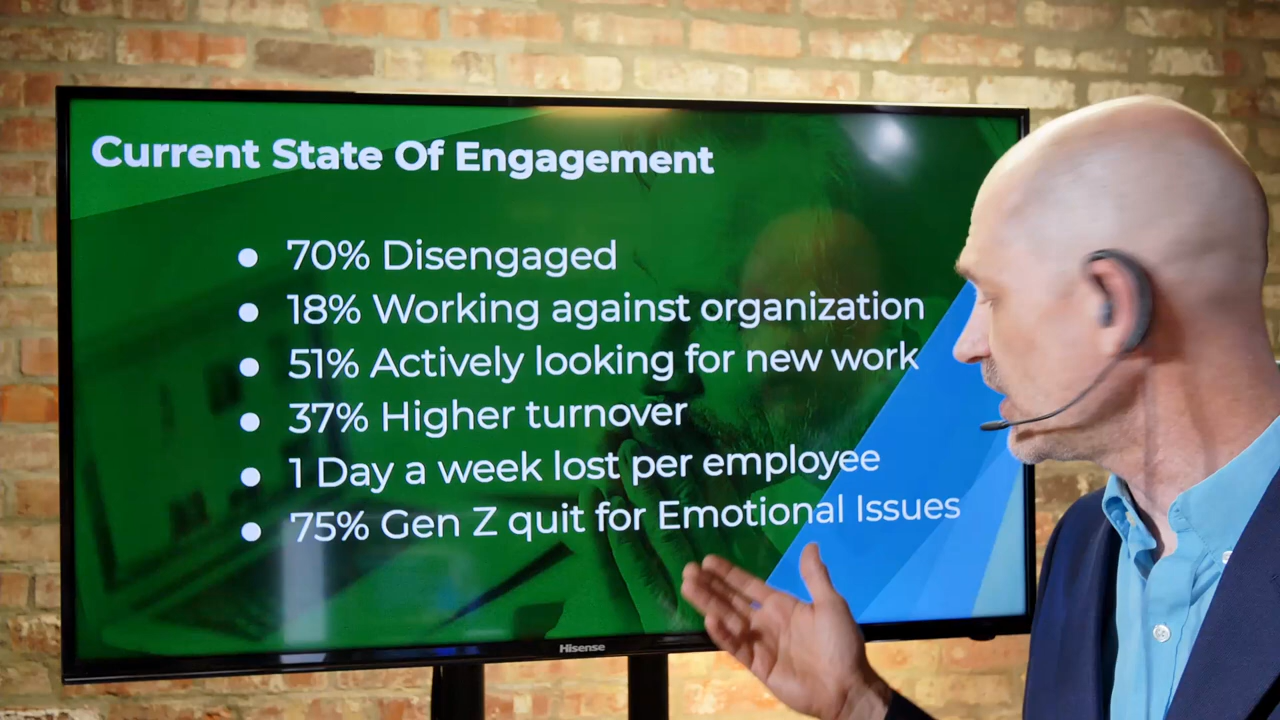 Current State Of Engagement
● 70% Disengaged
● 18% Working against organization
● 51% Actively looking for new work
● 37% Higher turnover
● 1 Day a week lost per employee
● 75% Gen Z quit for Emotional Issues
Hisense